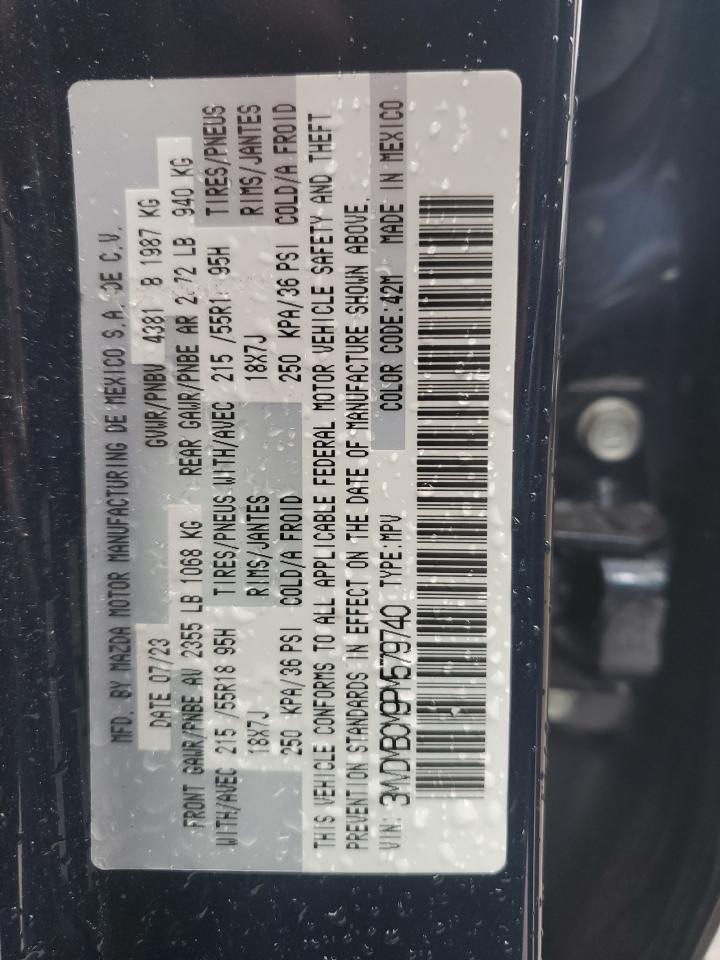 MFD. BY MAZDA MOTOR MANUFACTURING DE MEXICO S.A. DE C.V.
DATE 07/23 GVWR/PNBV 4381 B 1987 KG
FRONT GAWR/PNBE AV 2355 LB 1068 KG REAR GAWR/PNBE AR 2 72 LB 940 KG
WITH/AVEC 215 /55R18 95H TIRES/PNEUS WITH/AVEC 215 /55R1 95H TIRES/PNEUS
18X7J RIMS/JANTES 18X7J RIMS/JANTES
250 KPA/36 PSI COLD/A FROID 250 KPA/36 PSI COLD/A FROID
THIS VEHICLE CONFORMS TO ALL APPLICABLE FEDERAL MOTOR VEHICLE SAFETY AND THEFT
PREVENTION STANDARDS IN EFFECT ON THE DATE OF MANUFACTURE SHOWN ABOVE.
VIN: 3MVDMBCM9PM579740 TYPE:MPV COLOR CODE:42M MADE IN MEXICO